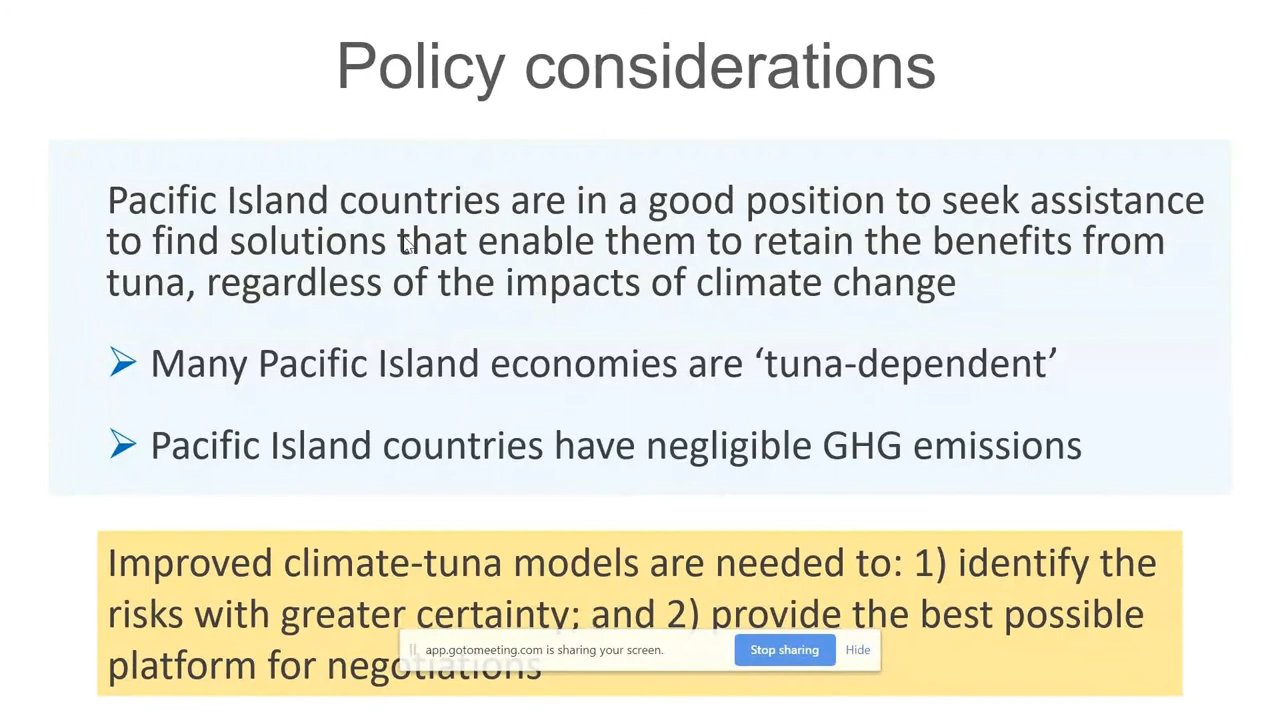 Policy considerations
Pacific Island countries are in a good position to seek assistance
to find solutions that enable them to retain the benefits from
tuna, regardless of the impacts of climate change
Many Pacific Island economies are ‘tuna-dependent’
Pacific Island countries have negligible GHG emissions
Improved climate-tuna models are needed to: 1) identify the
risks with greater certainty; and 2) provide the best possible
platform for negotiations
app.gotomeeting.com is sharing your screen.
Stop sharing
Hide